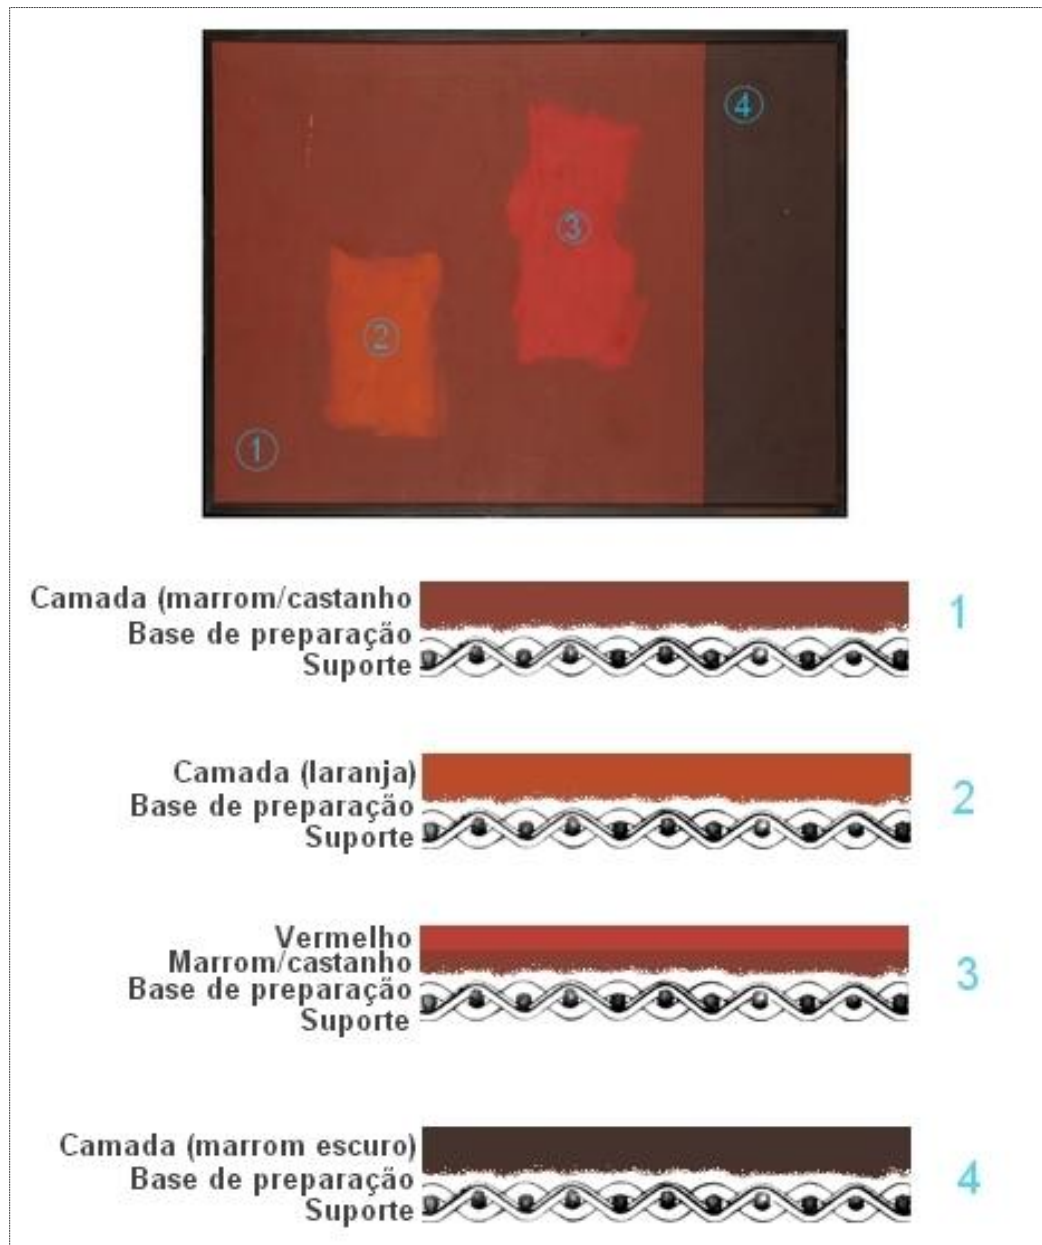 4
3
2
1
Camada (marrom/castanho 1
Base de preparação
Suporte
Camada (laranja)
Base de preparação 2
Suporte
Vermelho
Marrom/castanho 3
Base de preparação
Suporte
Camada (marrom escuro)
Base de preparação 4
Suporte